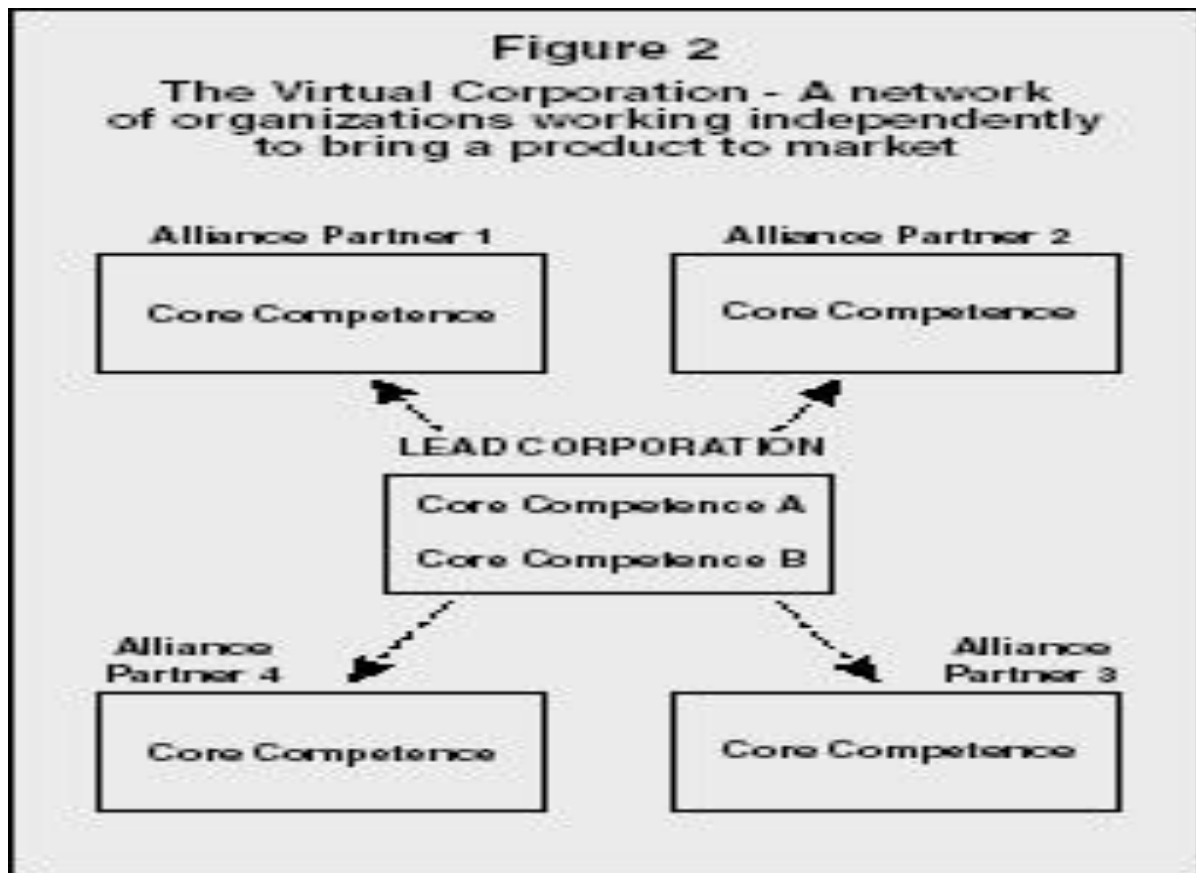 Figure 2
The Virtual Corporation - A network
of organizations working independently
to bring a product to market
Alliance Partner 1
Core Competence
Alliance Partner 2
Core Competence
LEAD CORPORATION
Core Competence A
Core Competence B
Alliance
Partner 4
Core Competence
Alliance
Partner 3
Core Competence